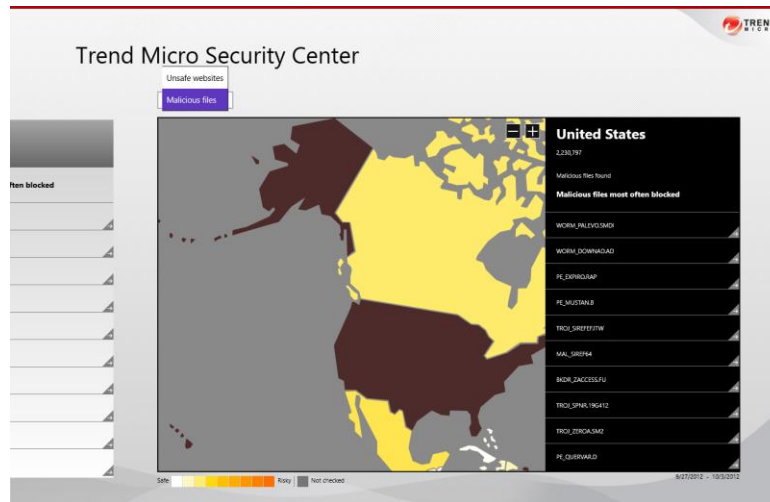 TREN
MICR
Trend Micro Security Center
Unsafe websites
Malicious files
ften blocked
United States
2,230,797
Malicious files found
Malicious files most often blocked
WORM_PALEVO.SMDI
WORM_DOWNAD.AD
PE_EXPIRO.RAP
PE_MUSTAN.B
TROJ_SIREFEF.ITW
MAL_SIREF64
BKDR_ZACCESS.FU
TROJ_SPNR.19G412
TROJ_ZEROA.SM2
PE_QUERVAR.D
Safe Risky Not checked
9/27/2012 - 10/3/2012